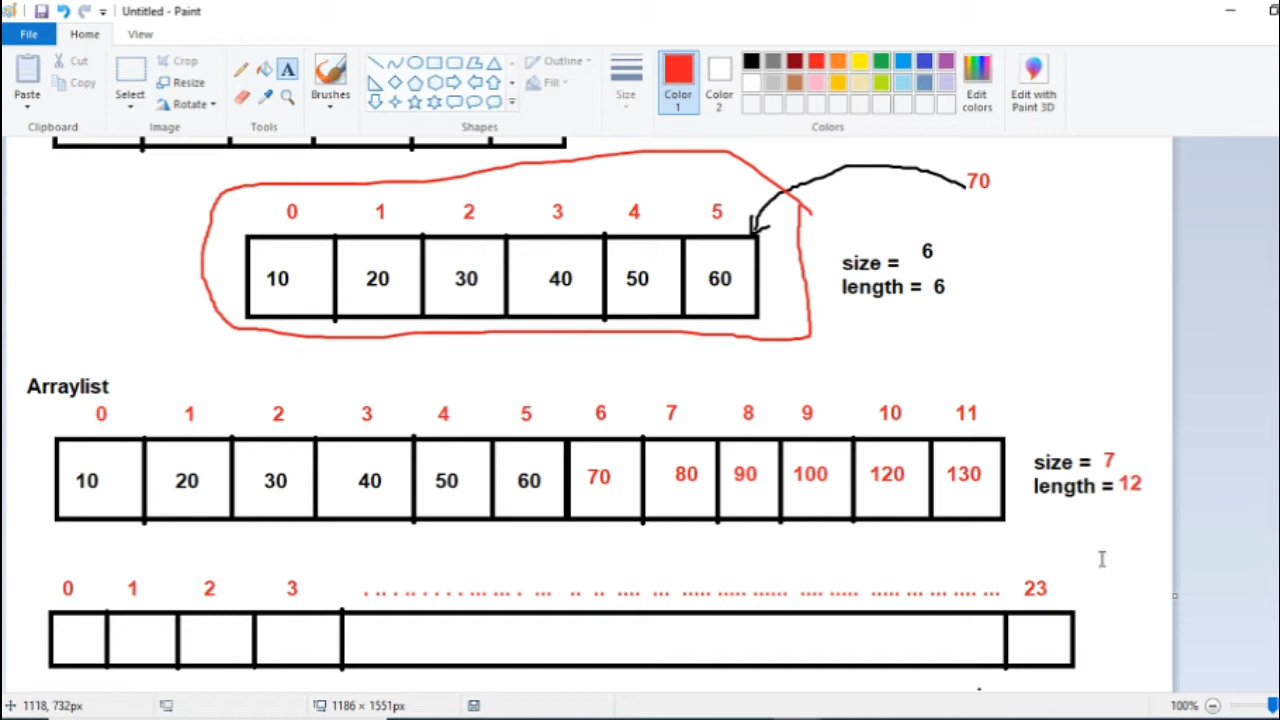 Untitled - Paint
File Home View
Paste
Cut
Copy
Clipboard
Select
Crop
Resize
Rotate
Image
A
Tools
Brushes
Outline
Fill
Shapes
Size
Color 1
Color 2
Edit colors
Colors
Edit with Paint 3D
70
0 1 2 3 4 5
10 20 30 40 50 60
size = 6
length = 6
Arraylist
0 1 2 3 4 5 6 7 8 9 10 11
10 20 30 40 50 60 70 80 90 100 120 130
size = 7
length = 12
0 1 2 3 . .. .. . . . . ... ... . ... .. .. .... ... ..... ..... ...... .... ..... ..... ... ... .... ... 23
1118, 732px 1186 × 1551px 100%